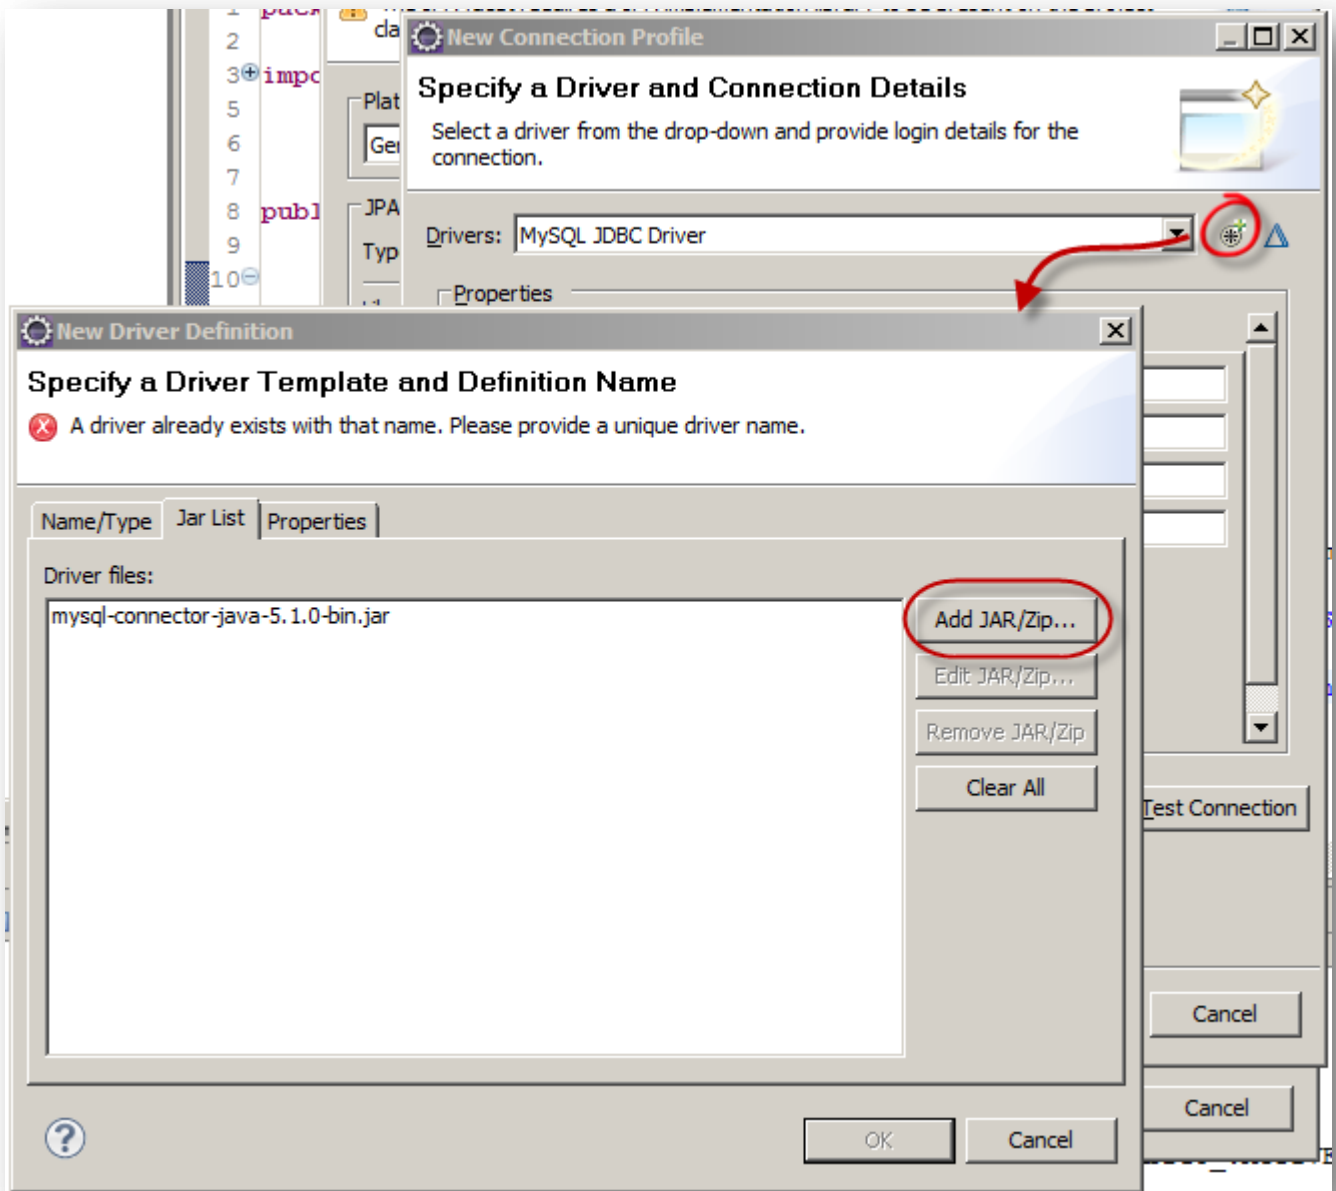 1 pack
2
3 impo
5
6
7
8 publ
9
10
cla
Plat
Ger
JPA
Typ
New Connection Profile
Specify a Driver and Connection Details
Select a driver from the drop-down and provide login details for the
connection.
Drivers: MySQL JDBC Driver
Properties
New Driver Definition
Specify a Driver Template and Definition Name
A driver already exists with that name. Please provide a unique driver name.
Name/Type Jar List Properties
Driver files:
mysql-connector-java-5.1.0-bin.jar
Add JAR/Zip...
Edit JAR/Zip...
Remove JAR/Zip
Clear All
Test Connection
Cancel
Cancel
OK Cancel